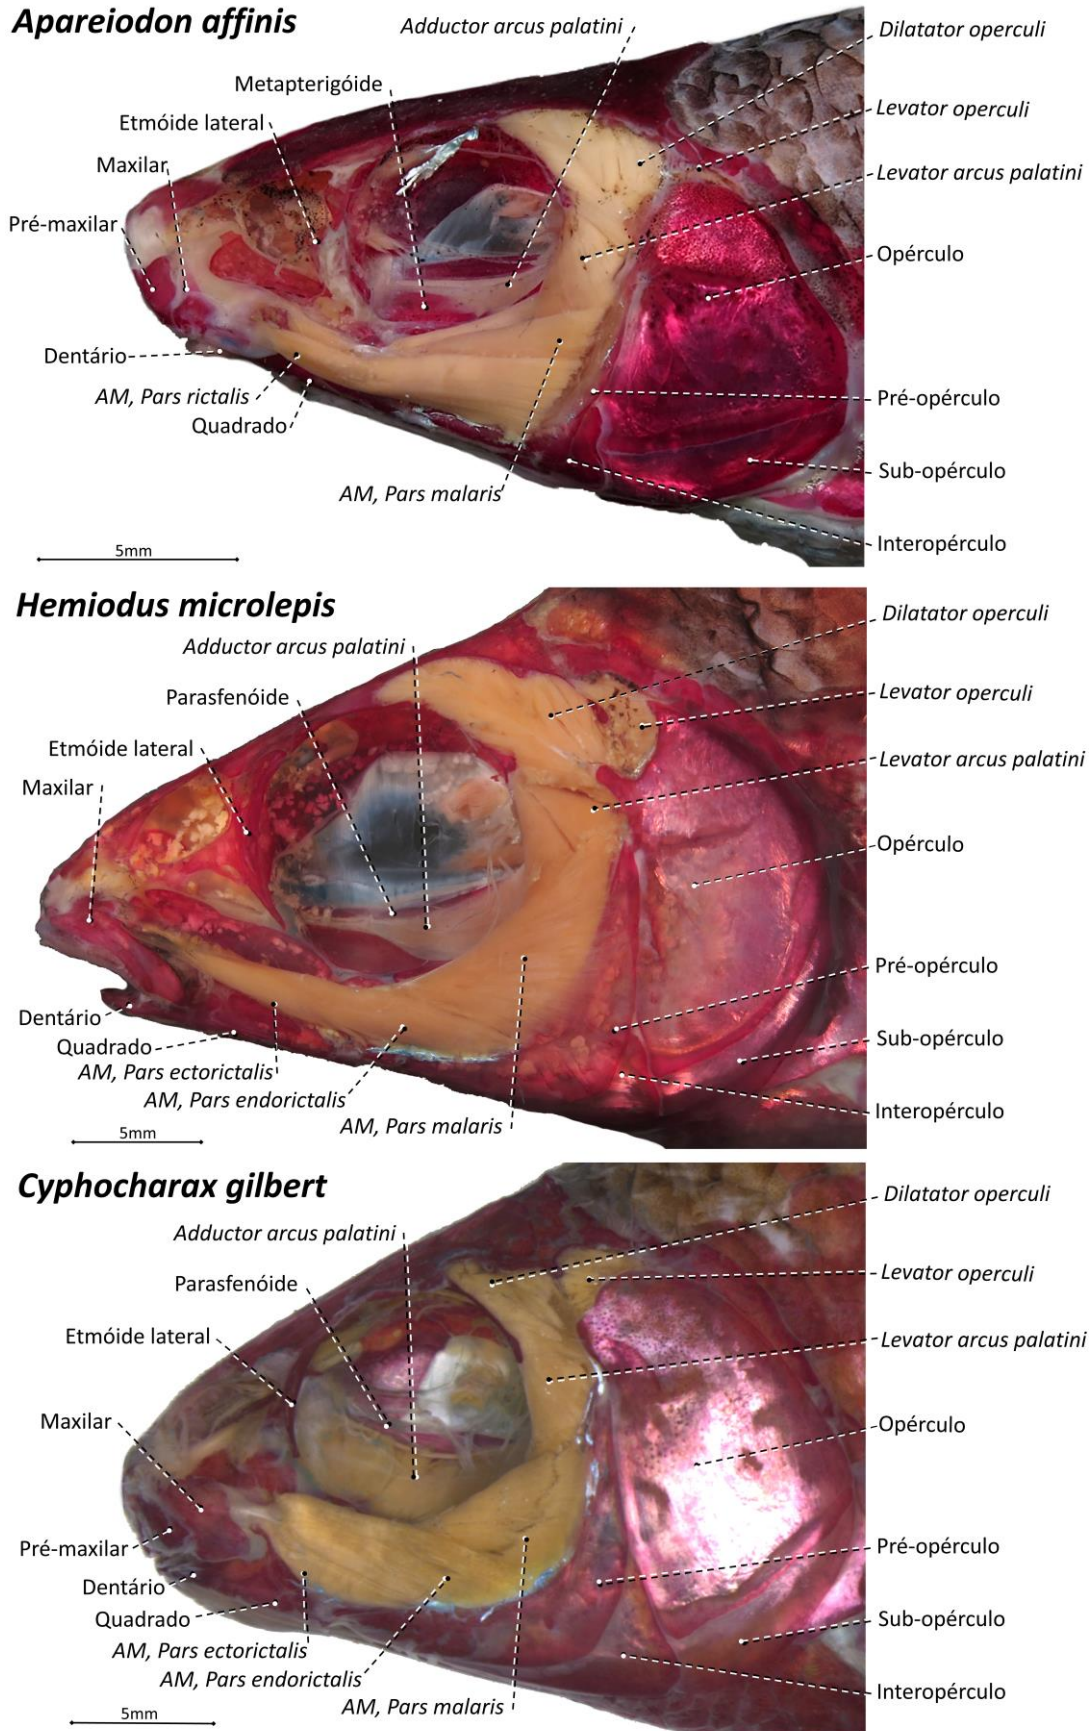 Apareiodon affinis
Adductor arcus palatini
Dilatator operculi
Metapterigóide
Levator operculi
Etmóide lateral
Maxilar
Levator arcus palatini
Pré-maxilar
Opérculo
Dentário
AM, Pars rictalis
Pré-opérculo
Quadrado
Sub-opérculo
AM, Pars malaris
Interopérculo
5mm
Hemiodus microlepis
Dilatator operculi
Adductor arcus palatini
Levator operculi
Parasfenóide
Etmóide lateral
Levator arcus palatini
Maxilar
Opérculo
Pré-opérculo
Dentário
Sub-opérculo
Quadrado
AM, Pars ectorictalis
AM, Pars endorictalis
Interopérculo
AM, Pars malaris
5mm
Cyphocharax gilbert
Dilatator operculi
Adductor arcus palatini
Levator operculi
Parasfenóide
Etmóide lateral
Levator arcus palatini
Maxilar
Opérculo
Pré-maxilar
Pré-opérculo
Dentário
Quadrado
Sub-opérculo
AM, Pars ectorictalis
AM, Pars endorictalis
Interopérculo
AM, Pars malaris
5mm